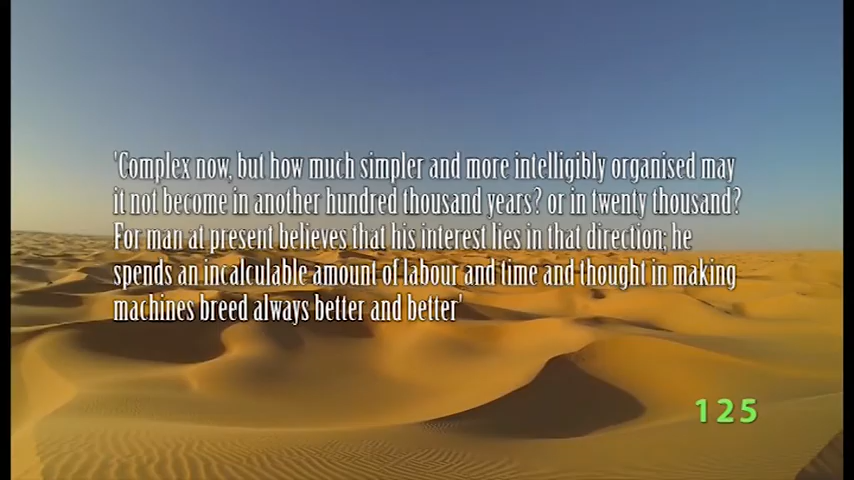 'Complex now, but how much simpler and more intelligibly organised may
it not become in another hundred thousand years? or in twenty thousand?
For man at present believes that his interest lies in that direction; he
spends an incalculable amount of labour and time and thought in making
machines breed always better and better'
125